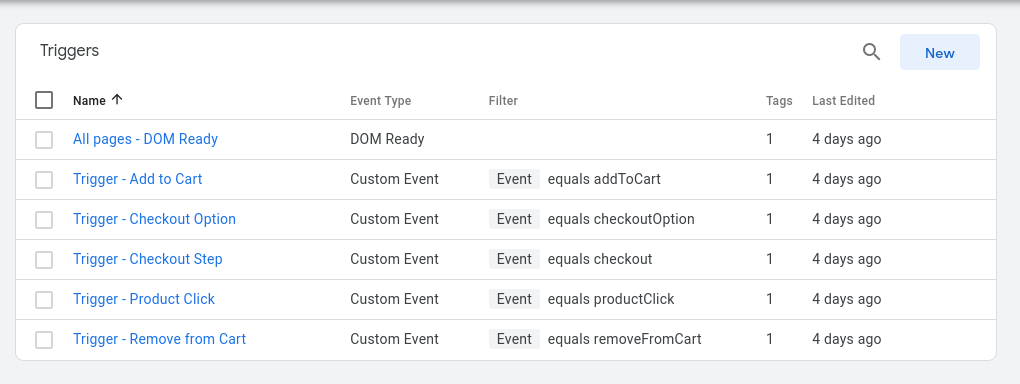 Triggers
New
Name Event Type Filter Tags Last Edited
All pages - DOM Ready DOM Ready 1 4 days ago
Trigger - Add to Cart Custom Event Event equals addToCart 1 4 days ago
Trigger - Checkout Option Custom Event Event equals checkoutOption 1 4 days ago
Trigger - Checkout Step Custom Event Event equals checkout 1 4 days ago
Trigger - Product Click Custom Event Event equals productClick 1 4 days ago
Trigger - Remove from Cart Custom Event Event equals removeFromCart 1 4 days ago